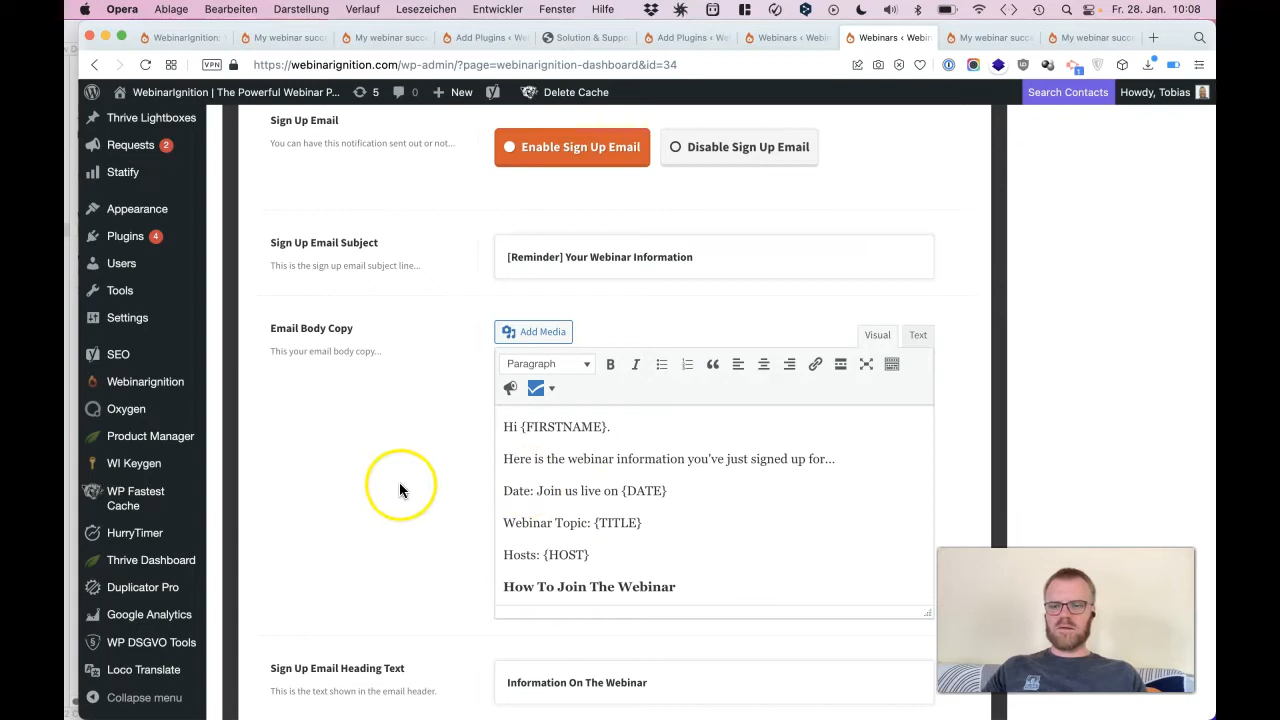 Opera Ablage Bearbeiten Darstellung Verlauf Lesezeichen Entwickler Fenster Hilfe Fr. 28. Jan. 10:08
WebinarIgnition: My webinar succ My webinar succ Add Plugins ‹ We Solution & Suppo Add Plugins ‹ We Webinars ‹ Webin Webinars ‹ Webin My webinar succ My webinar succ
VPN https://webinarignition.com/wp-admin/?page=webinarignition-dashboard&id=34
WebinarIgnition | The Powerful Webinar P... 5 0 New Delete Cache Search Contacts Howdy, Tobias
Thrive Lightboxes
Requests 2
Statify
Appearance
Plugins 4
Users
Tools
Settings
SEO
Webinarignition
Oxygen
Product Manager
WI Keygen
WP Fastest
Cache
HurryTimer
Thrive Dashboard
Duplicator Pro
Google Analytics
WP DSGVO Tools
Loco Translate
Collapse menu
Sign Up Email
You can have this notification sent out or not...
Enable Sign Up Email Disable Sign Up Email
Sign Up Email Subject
This is the sign up email subject line...
[Reminder] Your Webinar Information
Email Body Copy
This your email body copy...
Add Media
Visual Text
Paragraph
Hi {FIRSTNAME}.
Here is the webinar information you've just signed up for...
Date: Join us live on {DATE}
Webinar Topic: {TITLE}
Hosts: {HOST}
How To Join The Webinar
Sign Up Email Heading Text
This is the text shown in the email header.
Information On The Webinar